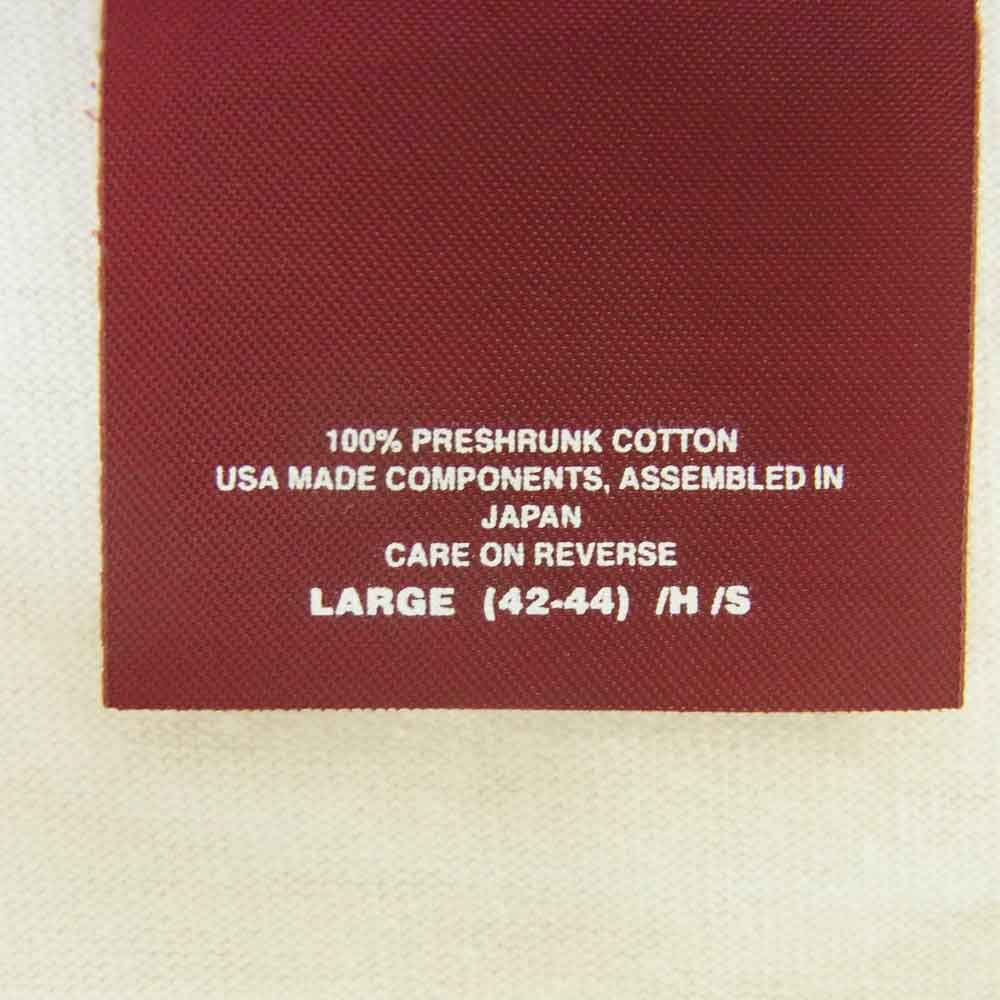 100% PRESHRUNK COTTON
USA MADE COMPONENTS, ASSEMBLED IN
JAPAN
CARE ON REVERSE
LARGE (42-44) /H /S